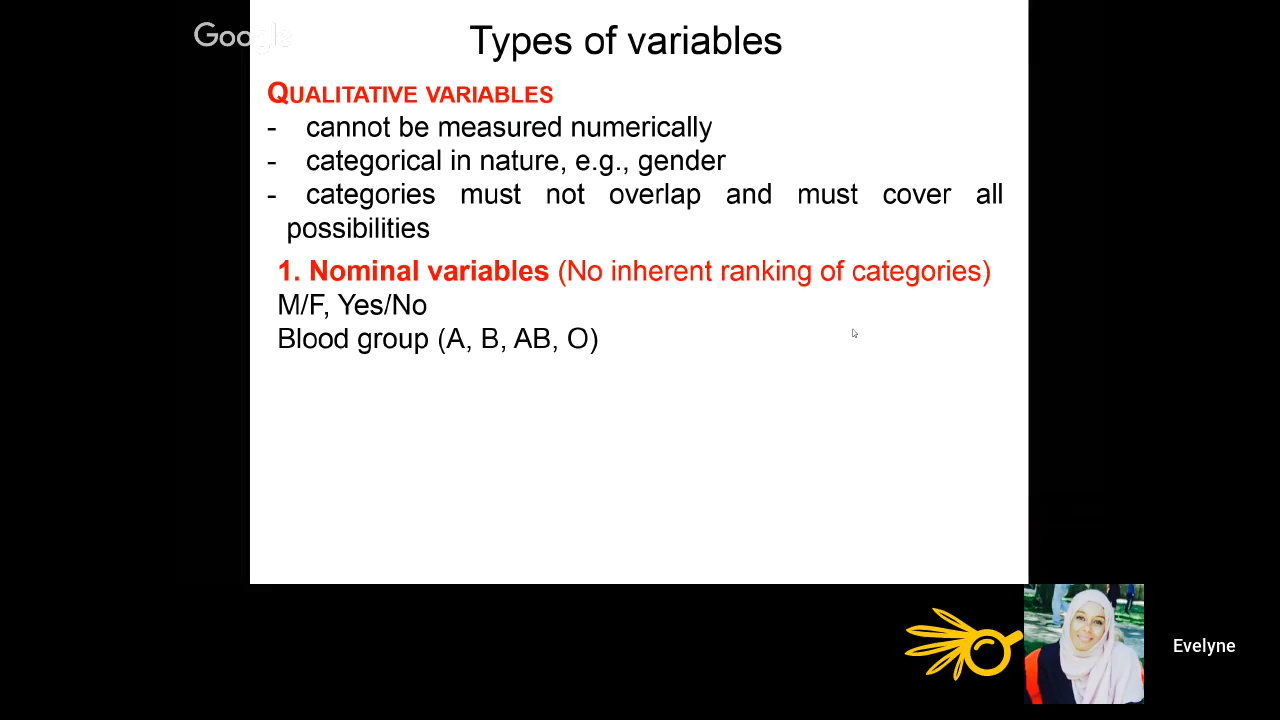 Google
Types of variables
QUALITATIVE VARIABLES
- cannot be measured numerically
- categorical in nature, e.g., gender
- categories must not overlap and must cover all
possibilities
1. Nominal variables (No inherent ranking of categories)
M/F, Yes/No
Blood group (A, B, AB, O)
Evelyne